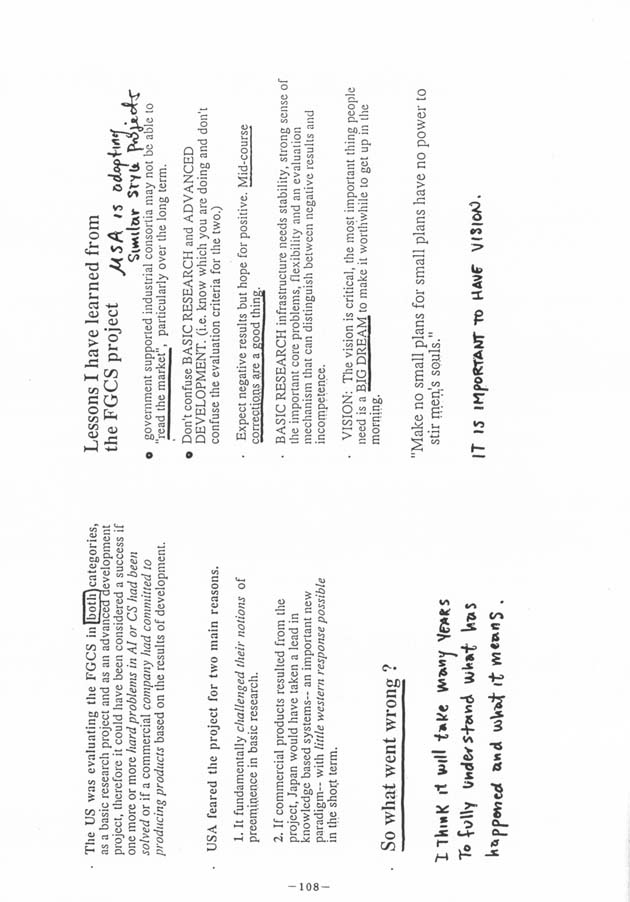 · The US was evaluating the FGCS in both categories,
as a basic research project and as an advanced development
project, therefore it could have been considered a success if
one more or more hard problems in AI or CS had been
solved or if a commercial company had committed to
producing products based on the results of development.
· USA feared the project for two main reasons.
1. It fundamentally challenged their notions of
preeminence in basic research.
2. If commercial products resulted from the
project, Japan would have taken a lead in
knowledge based systems-- an important new
paradigm-- with little western response possible
in the short term.
· So what went wrong ?
I THINK iT will Take many YEARS
To fully understand what has
happened and what it means.
Lessons I have learned from
the FGCS project
USA is adopting
Similar Style Projects
• government supported industrial consortia may not be able to
"read the market", particularly over the long term.
• Don't confuse BASIC RESEARCH and ADVANCED
DEVELOPMENT. (i.e. know which you are doing and don't
confuse the evaluation criteria for the two.)
· Expect negative results but hope for positive. Mid-course
corrections are a good thing.
· BASIC RESEARCH infrastructure needs stability, strong sense of
the important core problems, flexibility and an evaluation
mechanism that can distinguish between negative results and
incompetence.
· VISION: The vision is critical, the most important thing people
need is a BIG DREAM to make it worthwhile to get up in the
morning.
"Make no small plans for small plans have no power to
stir men's souls."
IT IS IMPORTANT TO HAVE VISION.
—108—